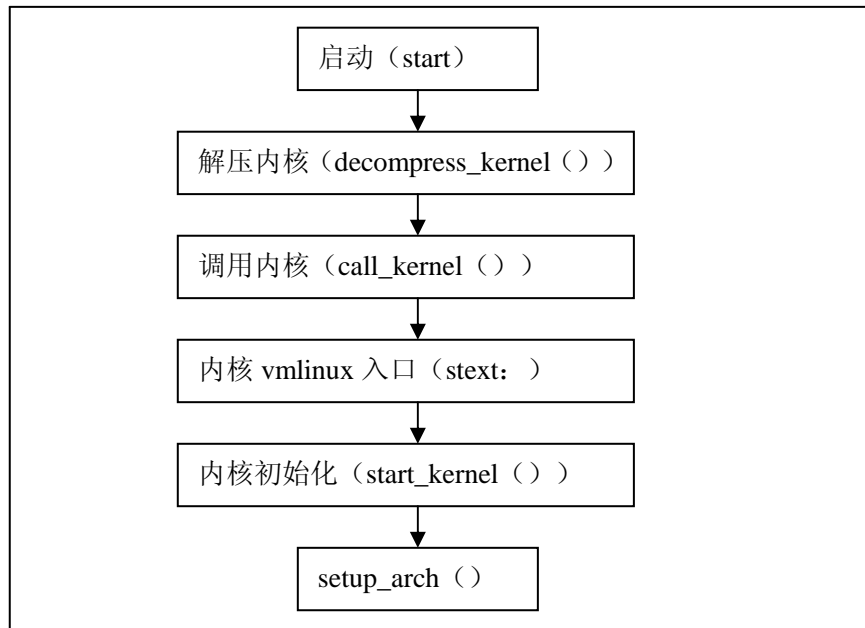 启动（start）
解压内核（decompress_kernel（））
调用内核（call_kernel（））
内核 vmlinux 入口（stext：）
内核初始化（start_kernel（））
setup_arch（）